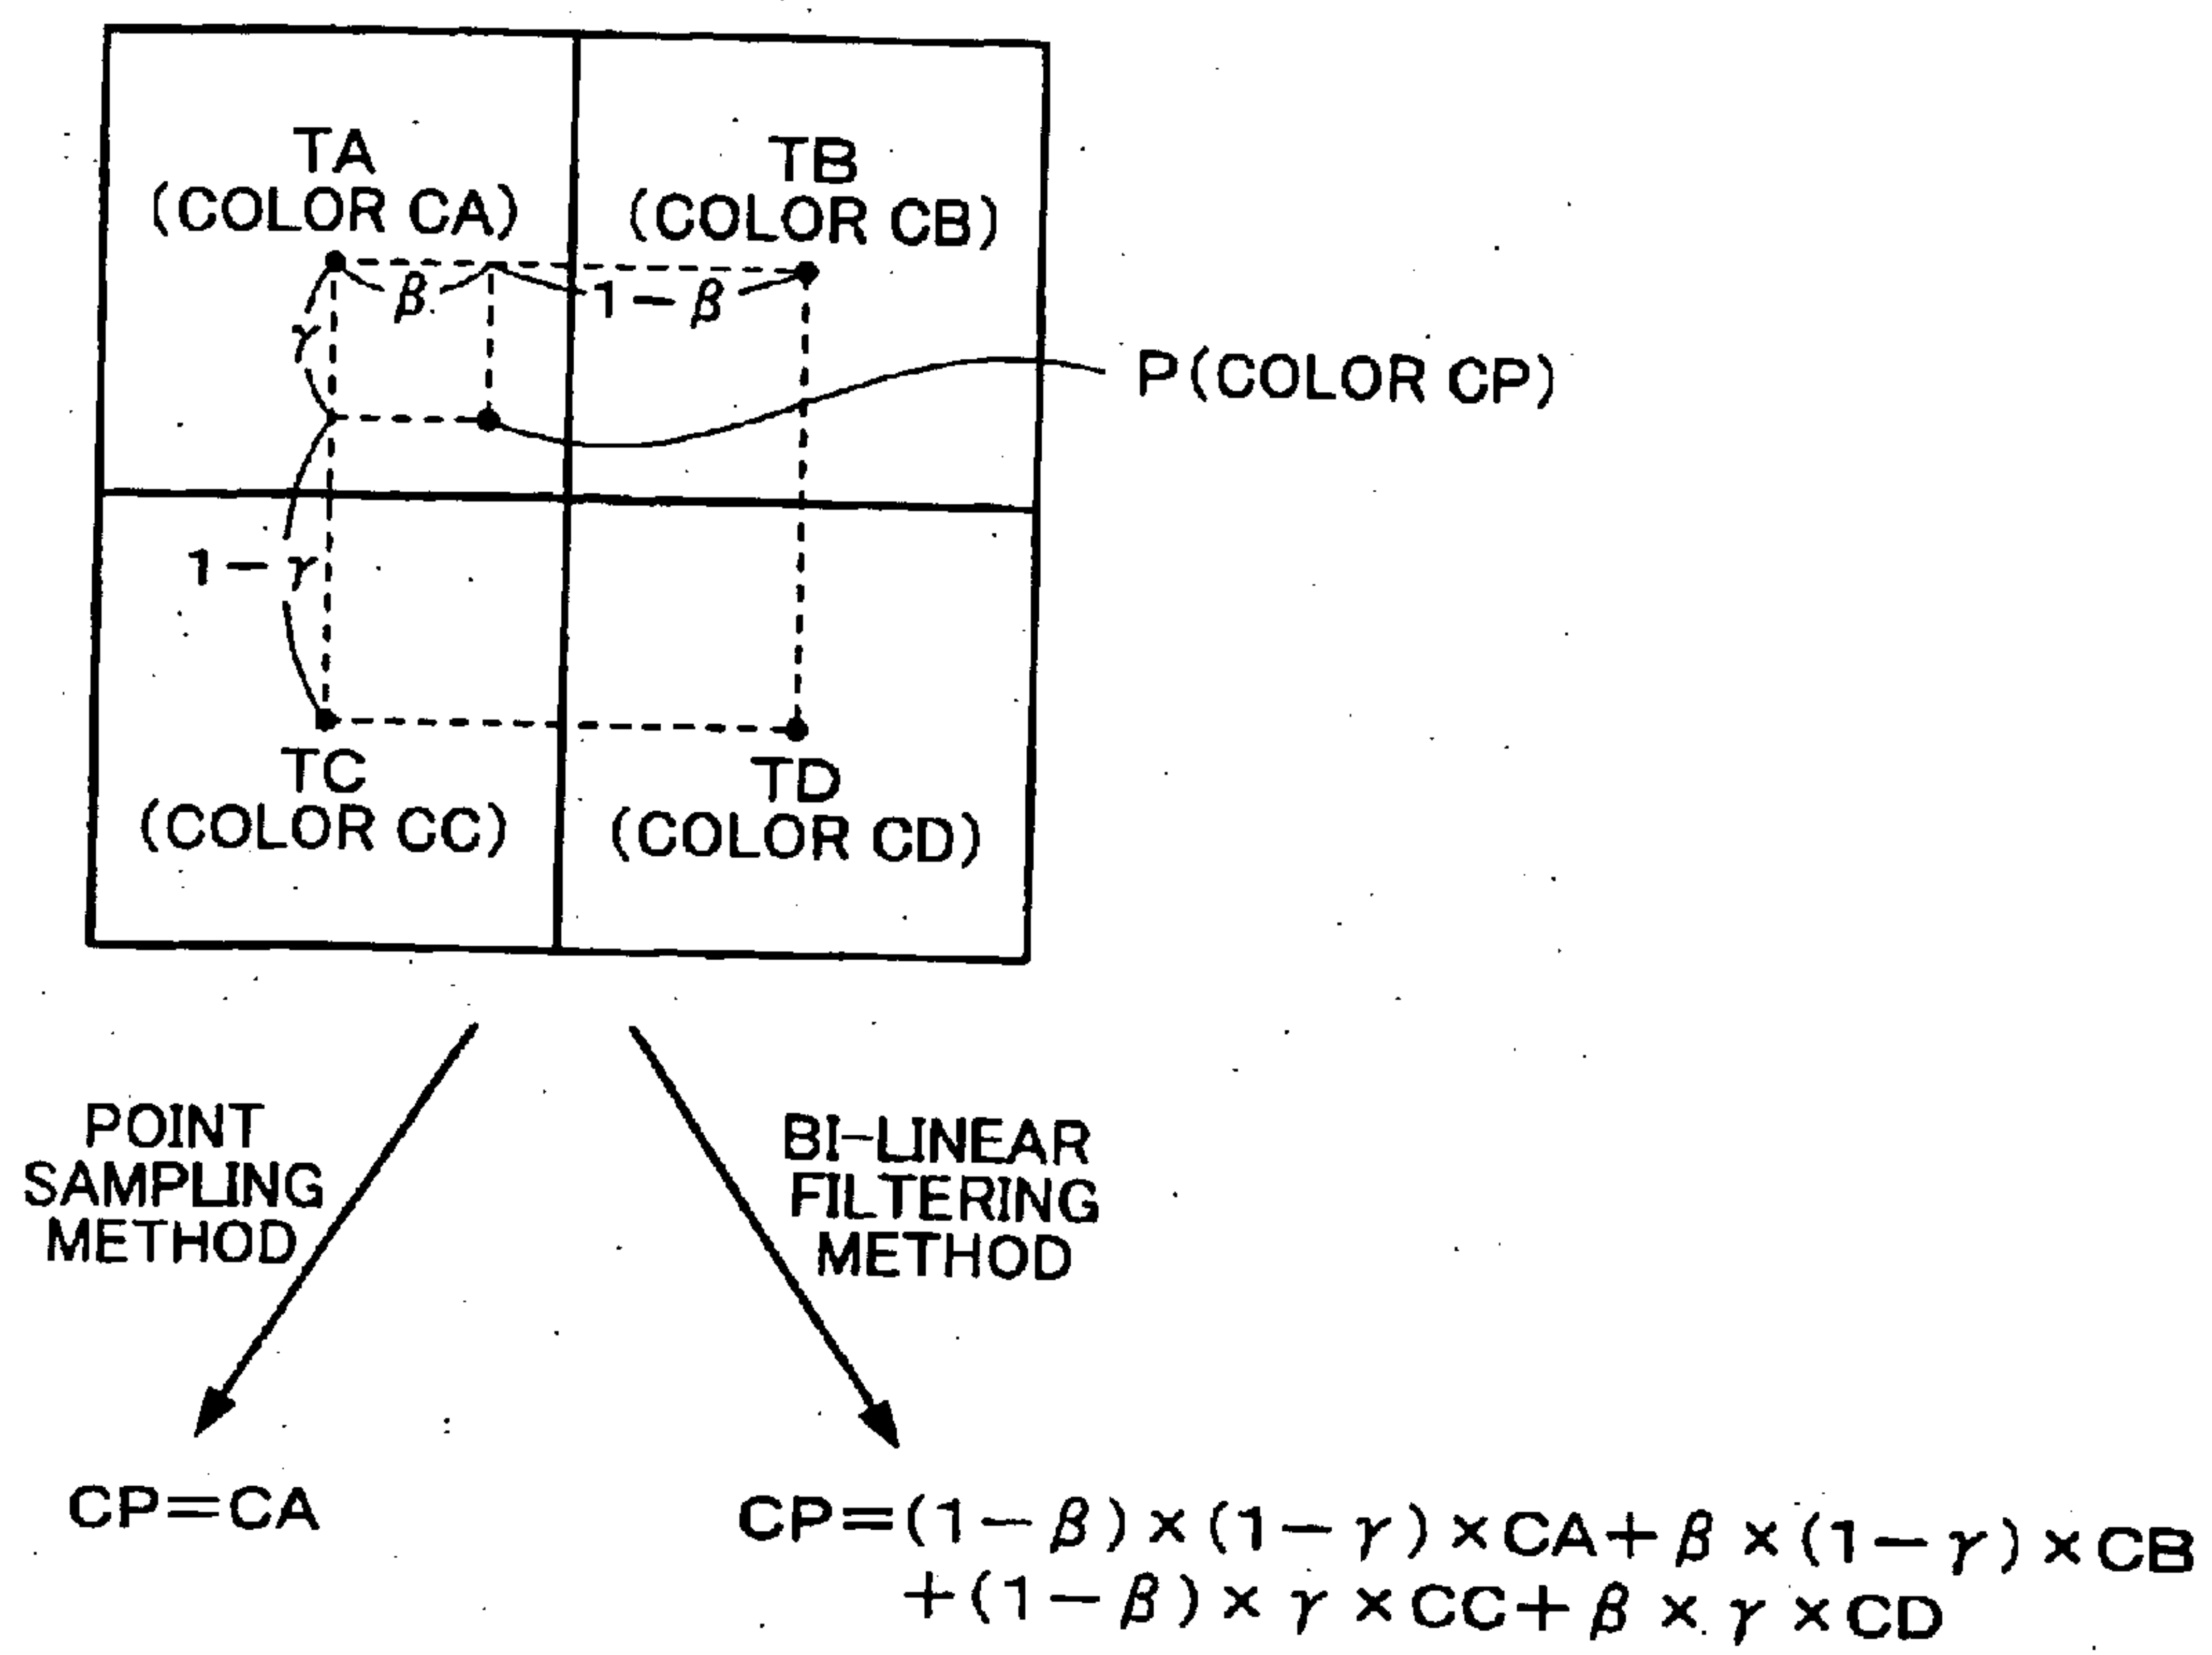 TA
(COLOR CA)
TB
(COLOR CB)
β
1-β
γ
P(COLOR CP)
1-γ
TC
(COLOR CC)
TD
(COLOR CD)
POINT
SAMPLING
METHOD
BI-LINEAR
FILTERING
METHOD
CP=CA
CP=(1-β)×(1-γ)×CA+β×(1-γ)×CB
+(1-β)×γ×CC+β×γ×CD